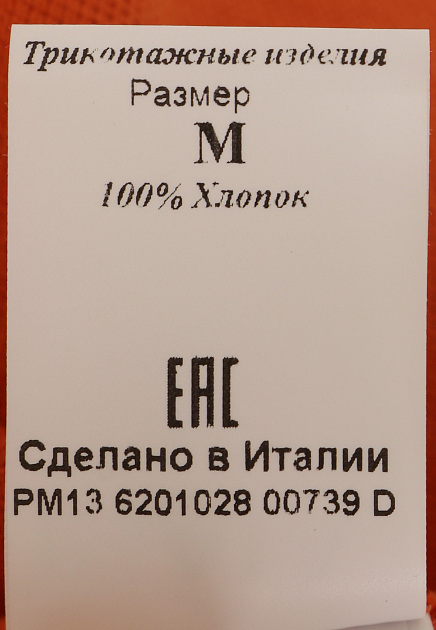 Трикотажные изделия
Размер
М
100% Хлопок
EAC
Сделано в Италии
PM13 6201028 00739 D